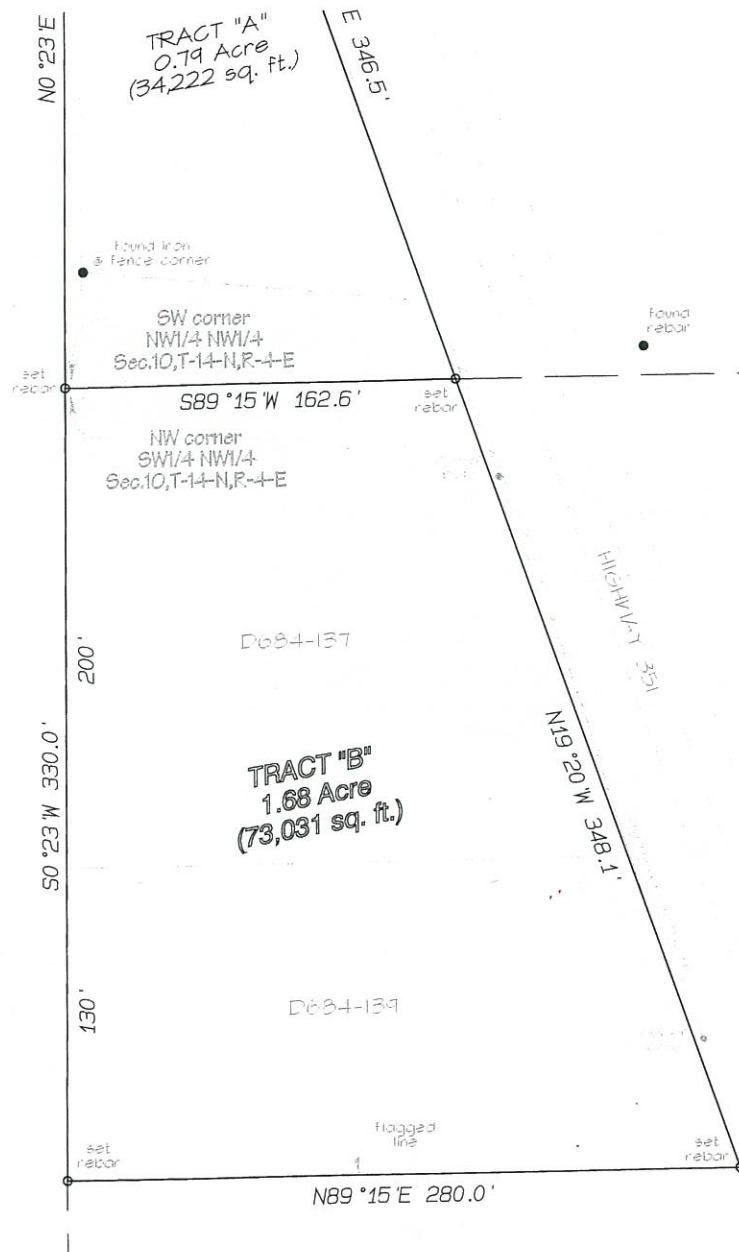 N0°23'E
TRACT "A"
0.79 Acre
(34,222 sq. ft.)
E 346.5'
found iron
@ fence corner
SW corner
NW1/4 NW1/4
Sec.10,T-14-N,R-4-E
found
rebar
set
rebar
S89°15'W 162.6'
set
rebar
NW corner
SW1/4 NW1/4
Sec.10,T-14-N,R-4-E
HIGHWAY 351
D684-137
200'
S0°23'W 330.0'
TRACT "B"
1.68 Acre
(73,031 sq. ft.)
N19°20'W 348.1'
130'
D684-139
set
rebar
flagged
line
set
rebar
N89°15'E 280.0'